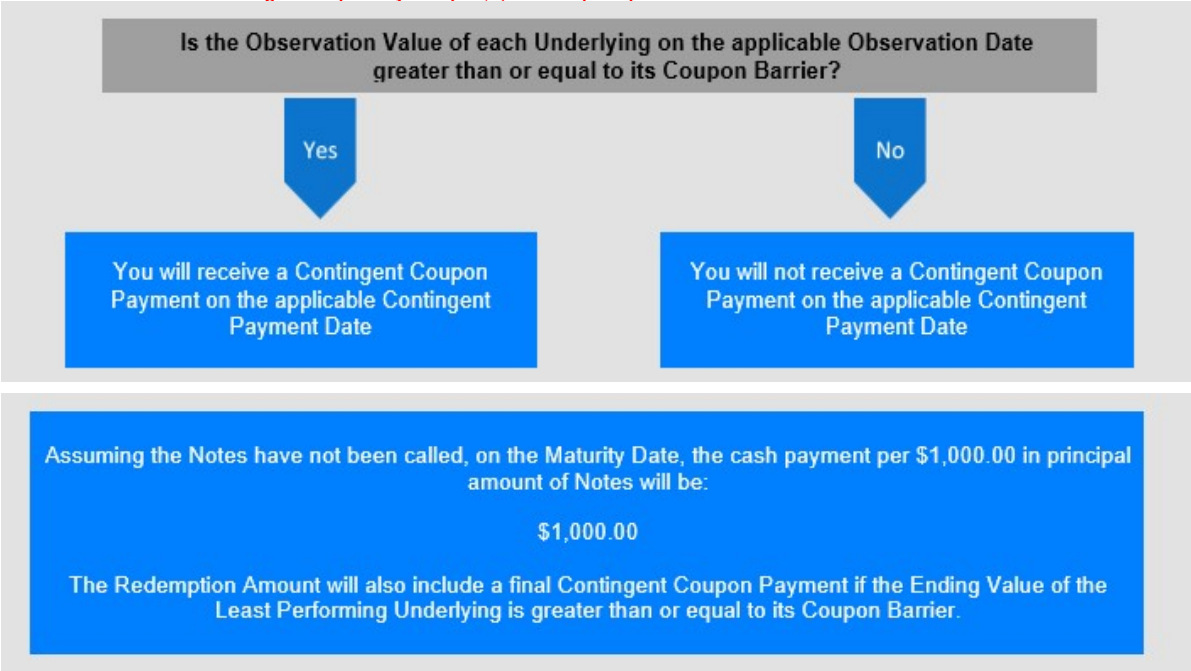 Is the Observation Value of each Underlying on the applicable Observation Date
greater than or equal to its Coupon Barrier?
Yes
No
You will receive a Contingent Coupon
Payment on the applicable Contingent
Payment Date
You will not receive a Contingent Coupon
Payment on the applicable Contingent
Payment Date
Assuming the Notes have not been called, on the Maturity Date, the cash payment per $1,000.00 in principal
amount of Notes will be:
$1,000.00
The Redemption Amount will also include a final Contingent Coupon Payment if the Ending Value of the
Least Performing Underlying is greater than or equal to its Coupon Barrier.